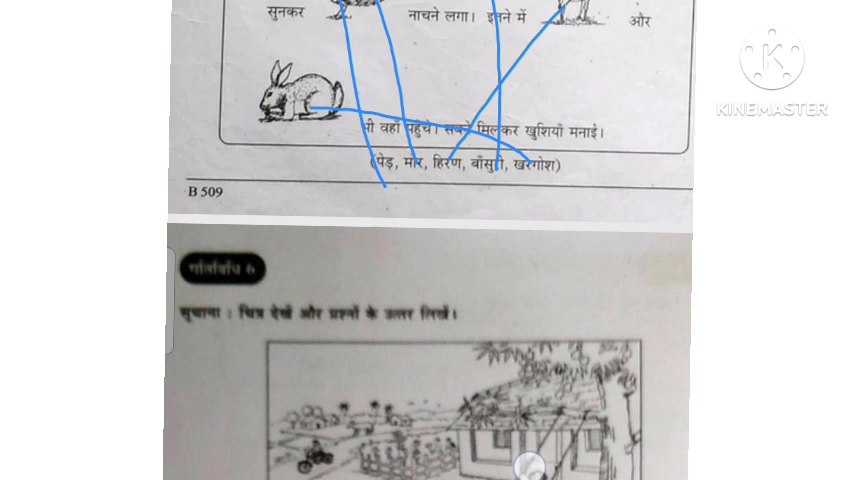 सुनकर नाचने लगा। इतने में और
KINEMASTER
भी वहाँ पहुंचे। सबने मिलकर खुशियाँ मनाई।
(पेड़, मोर, हिरण, बाँसुरी, खरगोश)
B 509
गतिविधि 6
सूचाना : चित्र देखें और प्रश्नों के उत्तर लिखें।